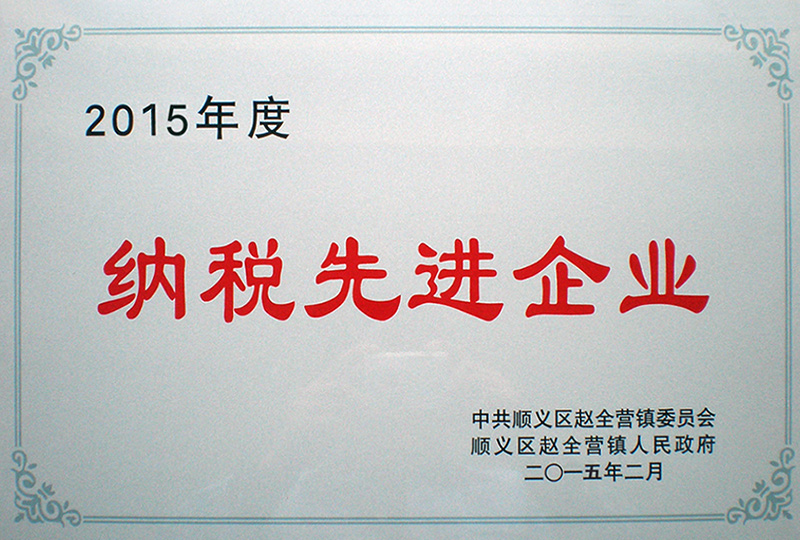 2015年度
纳税先进企业
中共顺义区赵全营镇委员会
顺义区赵全营镇人民政府
二〇一五年二月